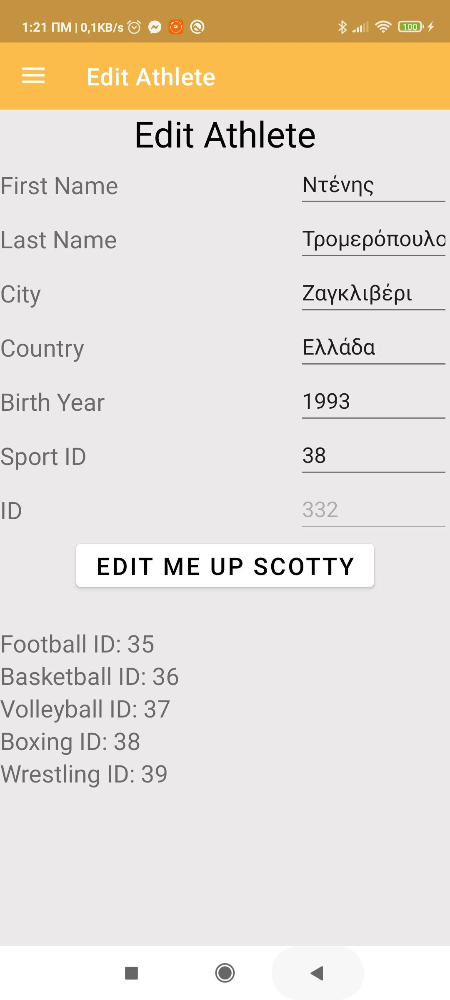 1:21 ΠΜ | 0,1KB/s 100
Edit Athlete
Edit Athlete
First Name Ντένης
Last Name Τρομερόπουλο
City Ζαγκλιβέρι
Country Ελλάδα
Birth Year 1993
Sport ID 38
ID 332
EDIT ME UP SCOTTY
Football ID: 35
Basketball ID: 36
Volleyball ID: 37
Boxing ID: 38
Wrestling ID: 39